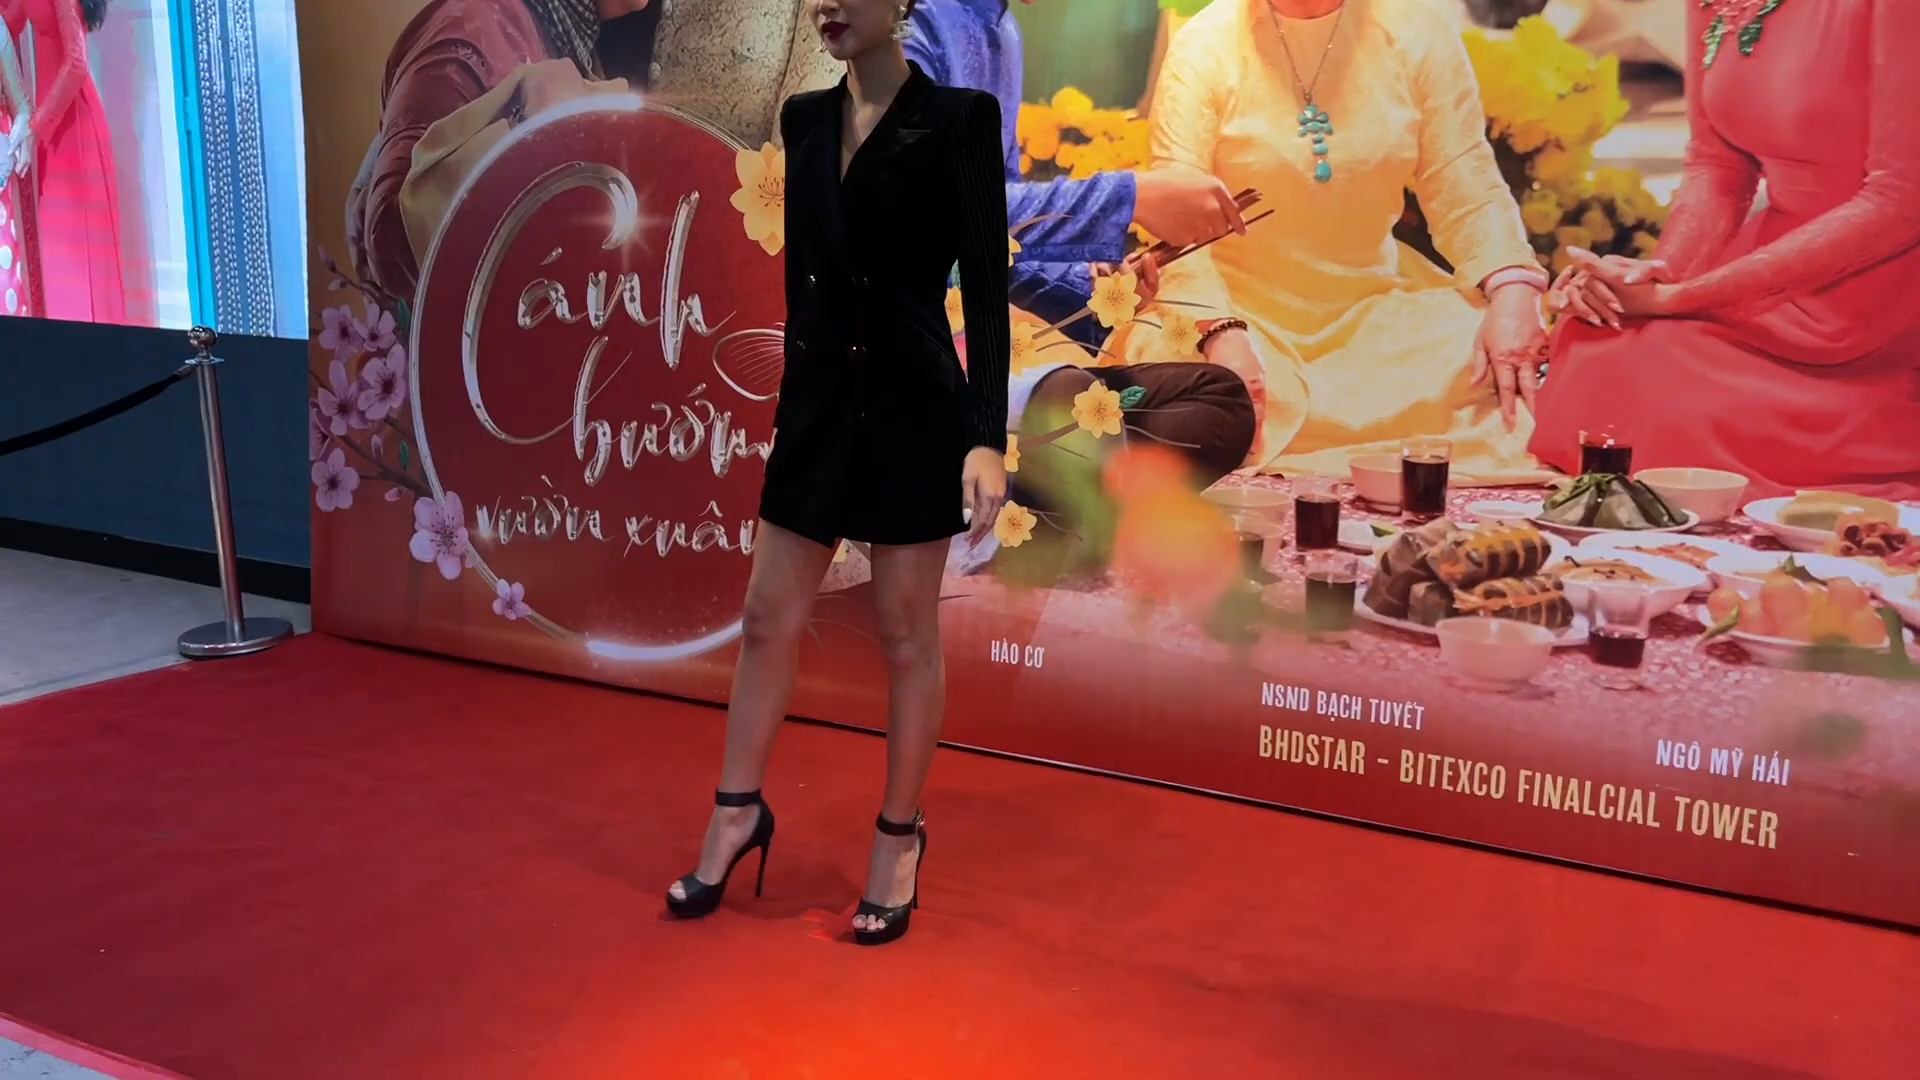 Cánh
bướm
vườn xuân
HÀO CƠ
NSND BẠCH TUYẾT
NGÔ MỸ HẢI
BHDSTAR - BITEXCO FINALCIAL TOWER